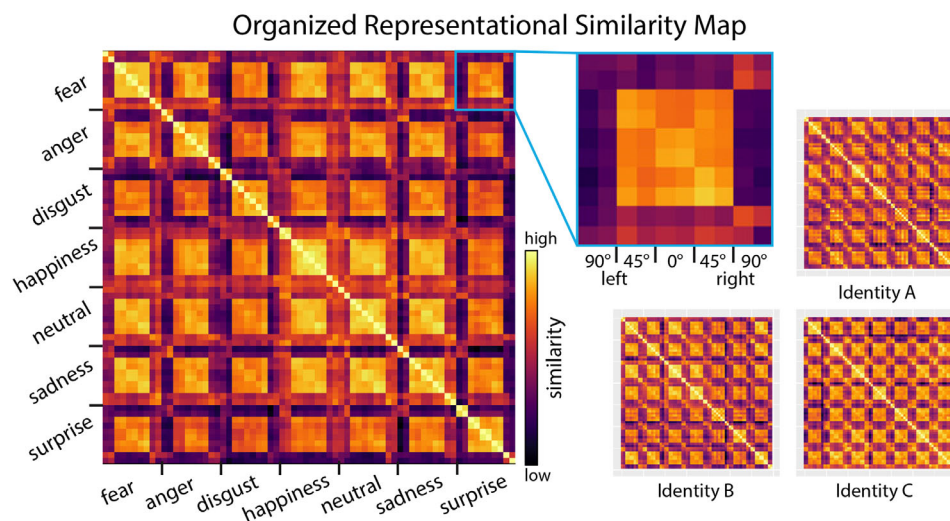 Organized Representational Similarity Map
fear
anger
disgust
happiness
neutral
sadness
surprise
fear
anger
disgust
happiness
neutral
sadness
surprise
high
similarity
low
90° 45° 0° 45° 90°
left right
Identity A
Identity B
Identity C